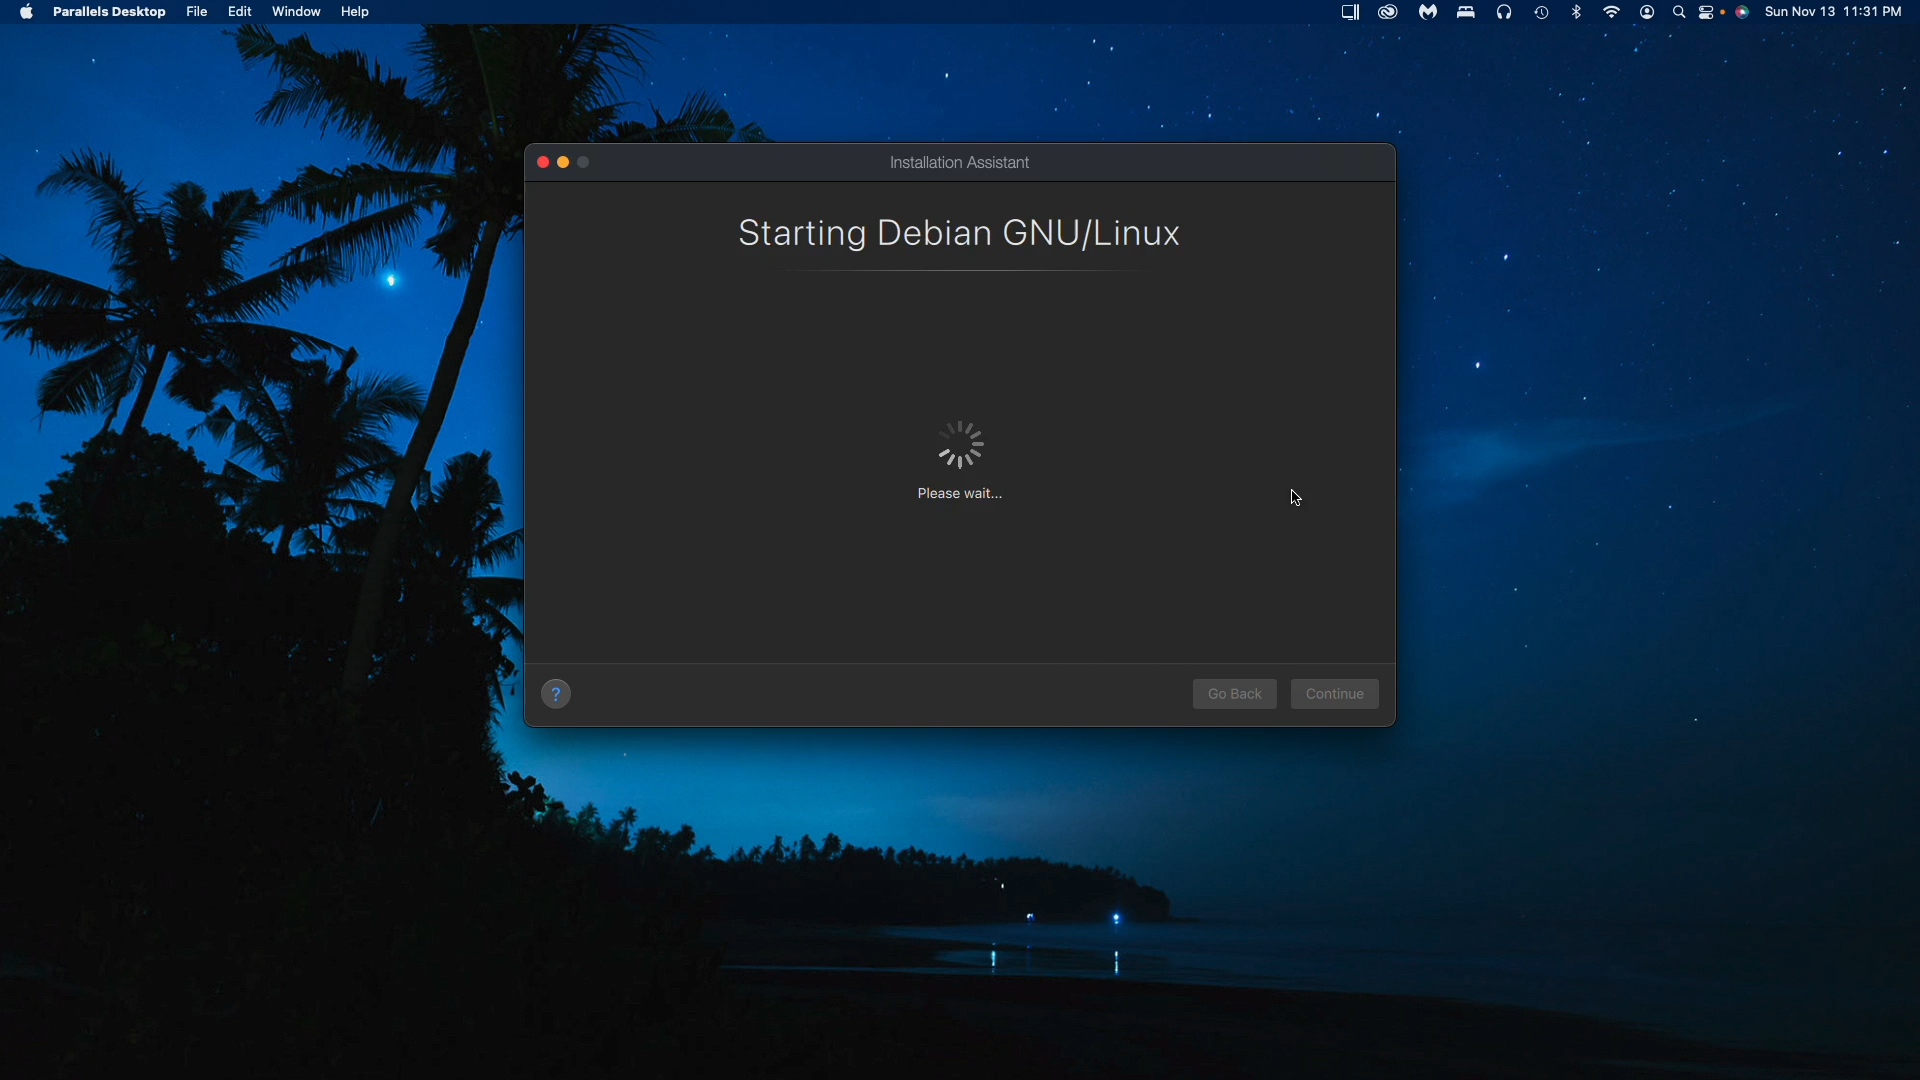 Parallels Desktop File Edit Window Help Sun Nov 13 11:31 PM
Installation Assistant
Starting Debian GNU/Linux
Please wait...
? Go Back Continue